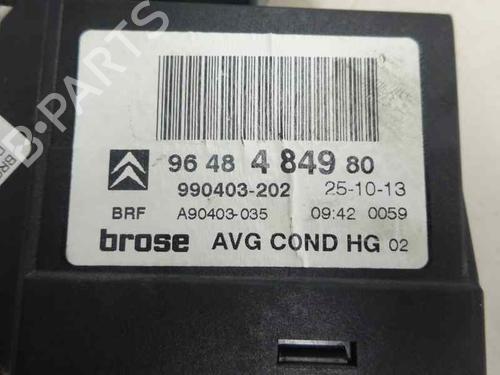 96 48 4 849 80
990403-202 25-10-13
BRF A90403-035 09:42 0059
brose AVG COND HG 02
B-PARTS